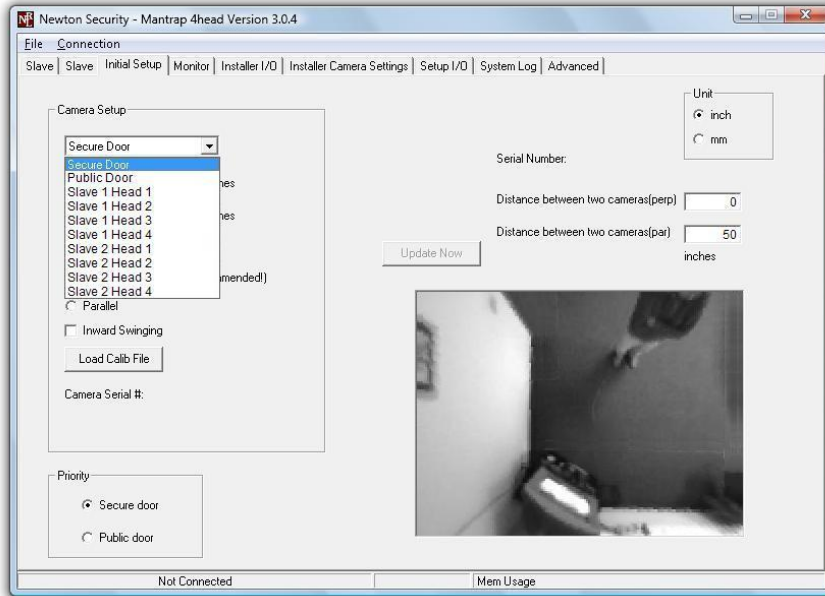 Newton Security - Mantrap 4head Version 3.0.4
File Connection
Slave Slave Initial Setup Monitor Installer I/O Installer Camera Settings Setup I/O System Log Advanced
Camera Setup
Secure Door
Secure Door
Public Door
Slave 1 Head 1
Slave 1 Head 2
Slave 1 Head 3
Slave 1 Head 4
Slave 2 Head 1
Slave 2 Head 2
Slave 2 Head 3
Slave 2 Head 4
Parallel
Inward Swinging
Load Calib File
Camera Serial #:
Priority
Secure door
Public door
Unit
inch
mm
Serial Number:
Distance between two cameras(perp) 0
Distance between two cameras(par) 50
inches
Update Now
Not Connected Mem Usage